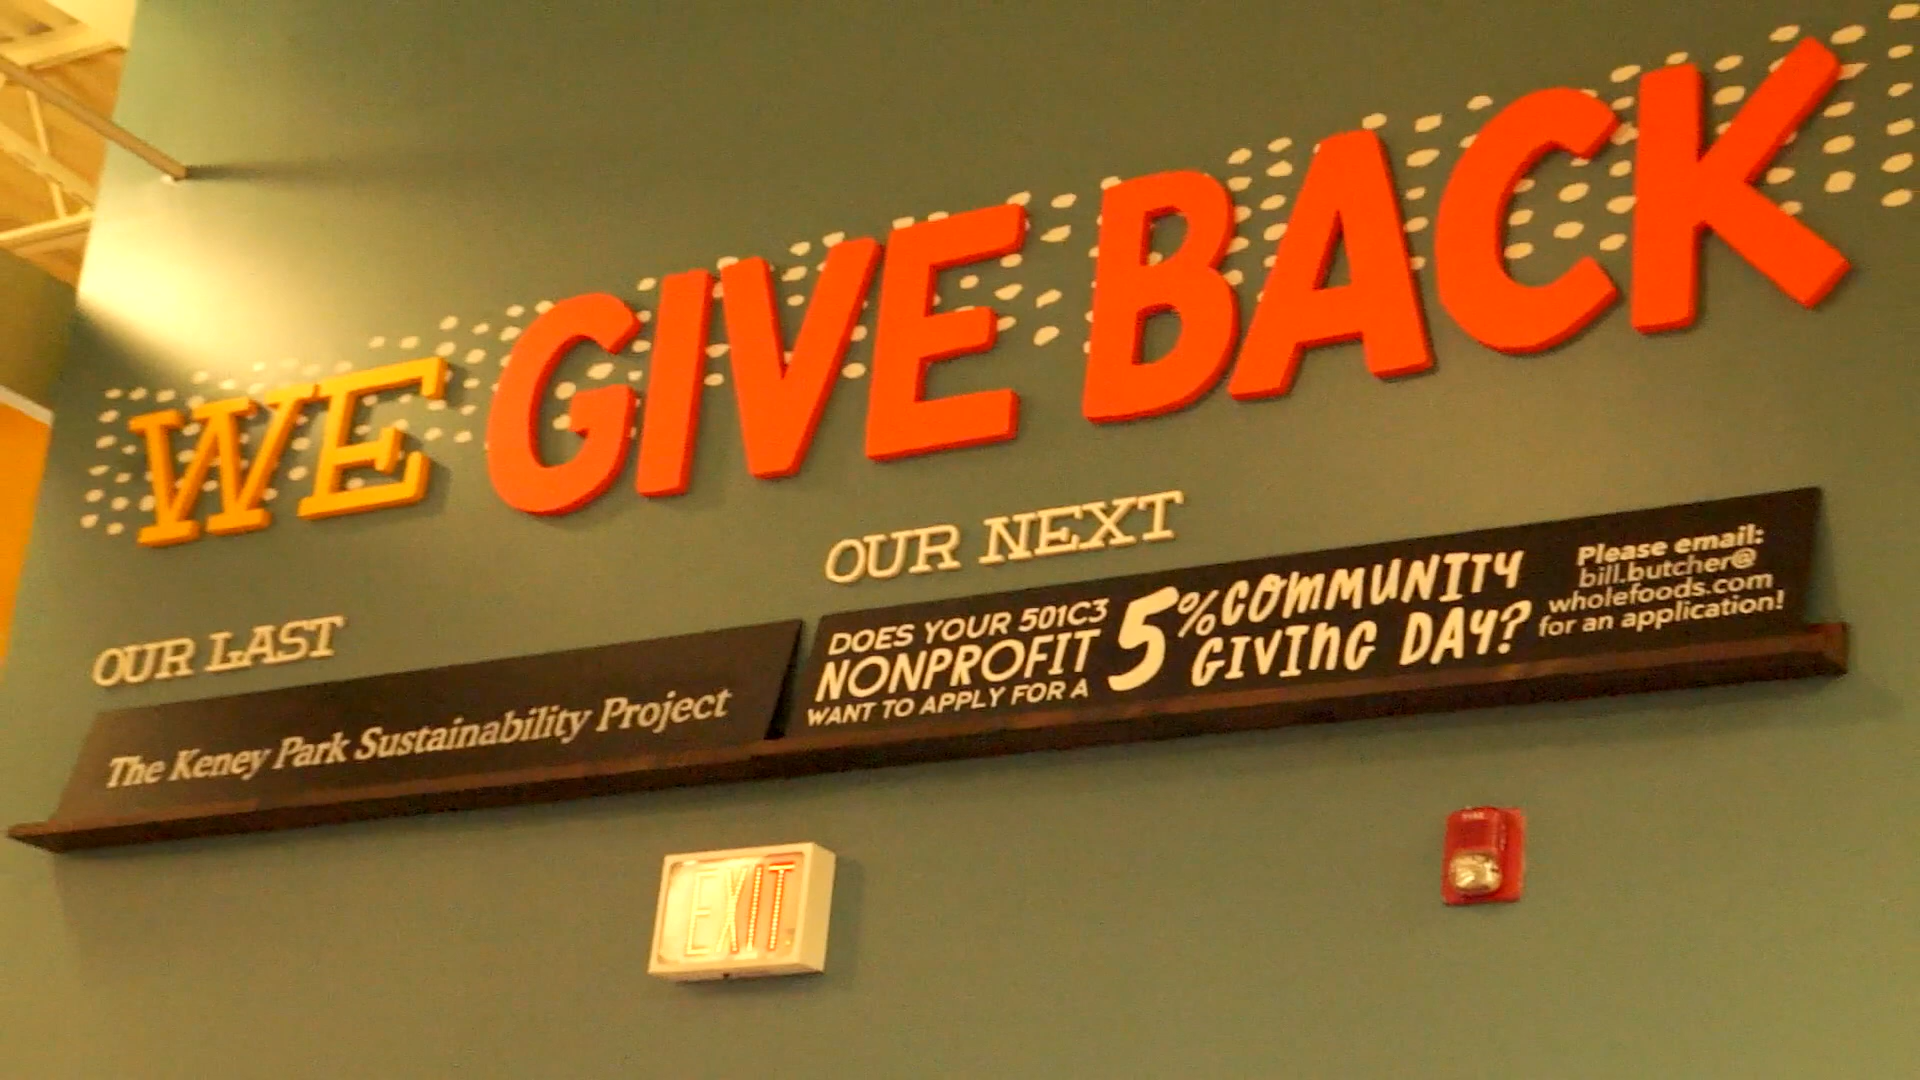 WE GIVE BACK
OUR LAST
The Keney Park Sustainability Project
OUR NEXT
DOES YOUR 501C3
NONPROFIT
WANT TO APPLY FOR A
5% COMMUNITY
GIVING DAY?
Please email:
bill.butcher@
wholefoods.com
for an application!
EXIT
FIRE